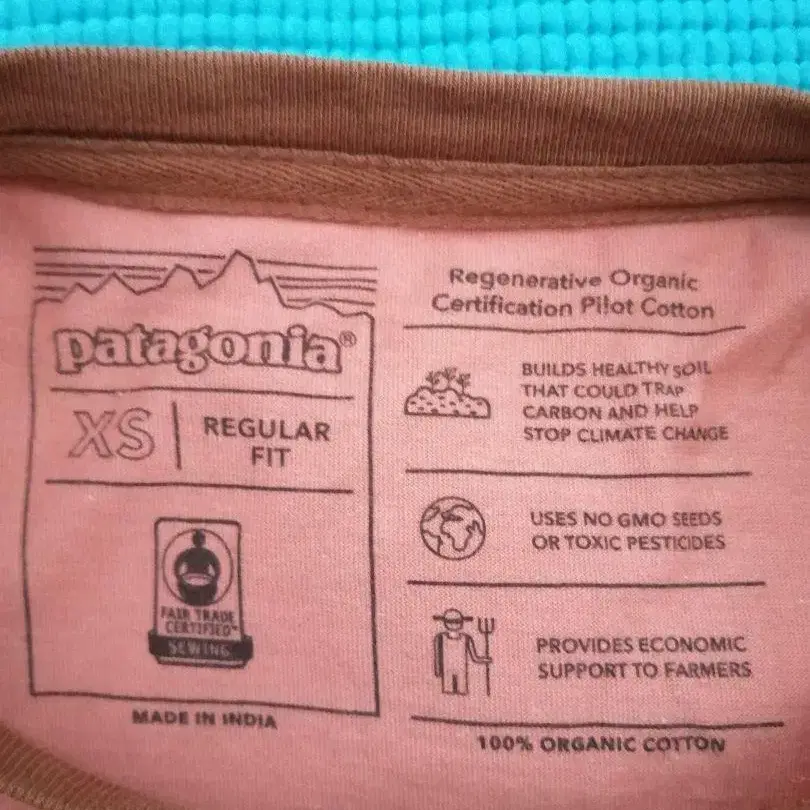 patagonia®
XS
REGULAR
FIT
FAIR TRADE
CERTIFIED™
SEWING
MADE IN INDIA
Regenerative Organic
Certification Pilot Cotton
BUILDS HEALTHY SOIL
THAT COULD TRAP
CARBON AND HELP
STOP CLIMATE CHANGE
USES NO GMO SEEDS
OR TOXIC PESTICIDES
PROVIDES ECONOMIC
SUPPORT TO FARMERS
100% ORGANIC COTTON